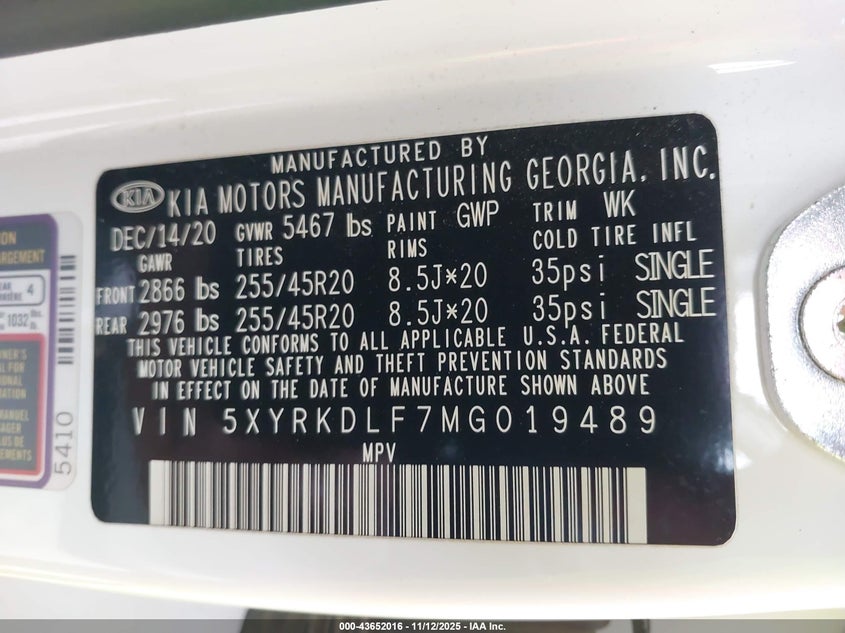 MANUFACTURED BY
KIA KIA MOTORS MANUFACTURING GEORGIA, INC.
DEC/14/20 GVWR 5467 lbs PAINT GWP TRIM WK
GAWR TIRES RIMS COLD TIRE INFL
FRONT 2866 lbs 255/45R20 8.5J×20 35psi SINGLE
REAR 2976 lbs 255/45R20 8.5J×20 35psi SINGLE
THIS VEHICLE CONFORMS TO ALL APPLICABLE U.S.A. FEDERAL
MOTOR VEHICLE SAFETY AND THEFT PREVENTION STANDARDS
IN EFFECT ON THE DATE OF MANUFACTURE SHOWN ABOVE
VIN 5XYRKDLF7MG019489
MPV
4
1032
5410
000-43652016 - 11/12/2025 - IAA Inc.